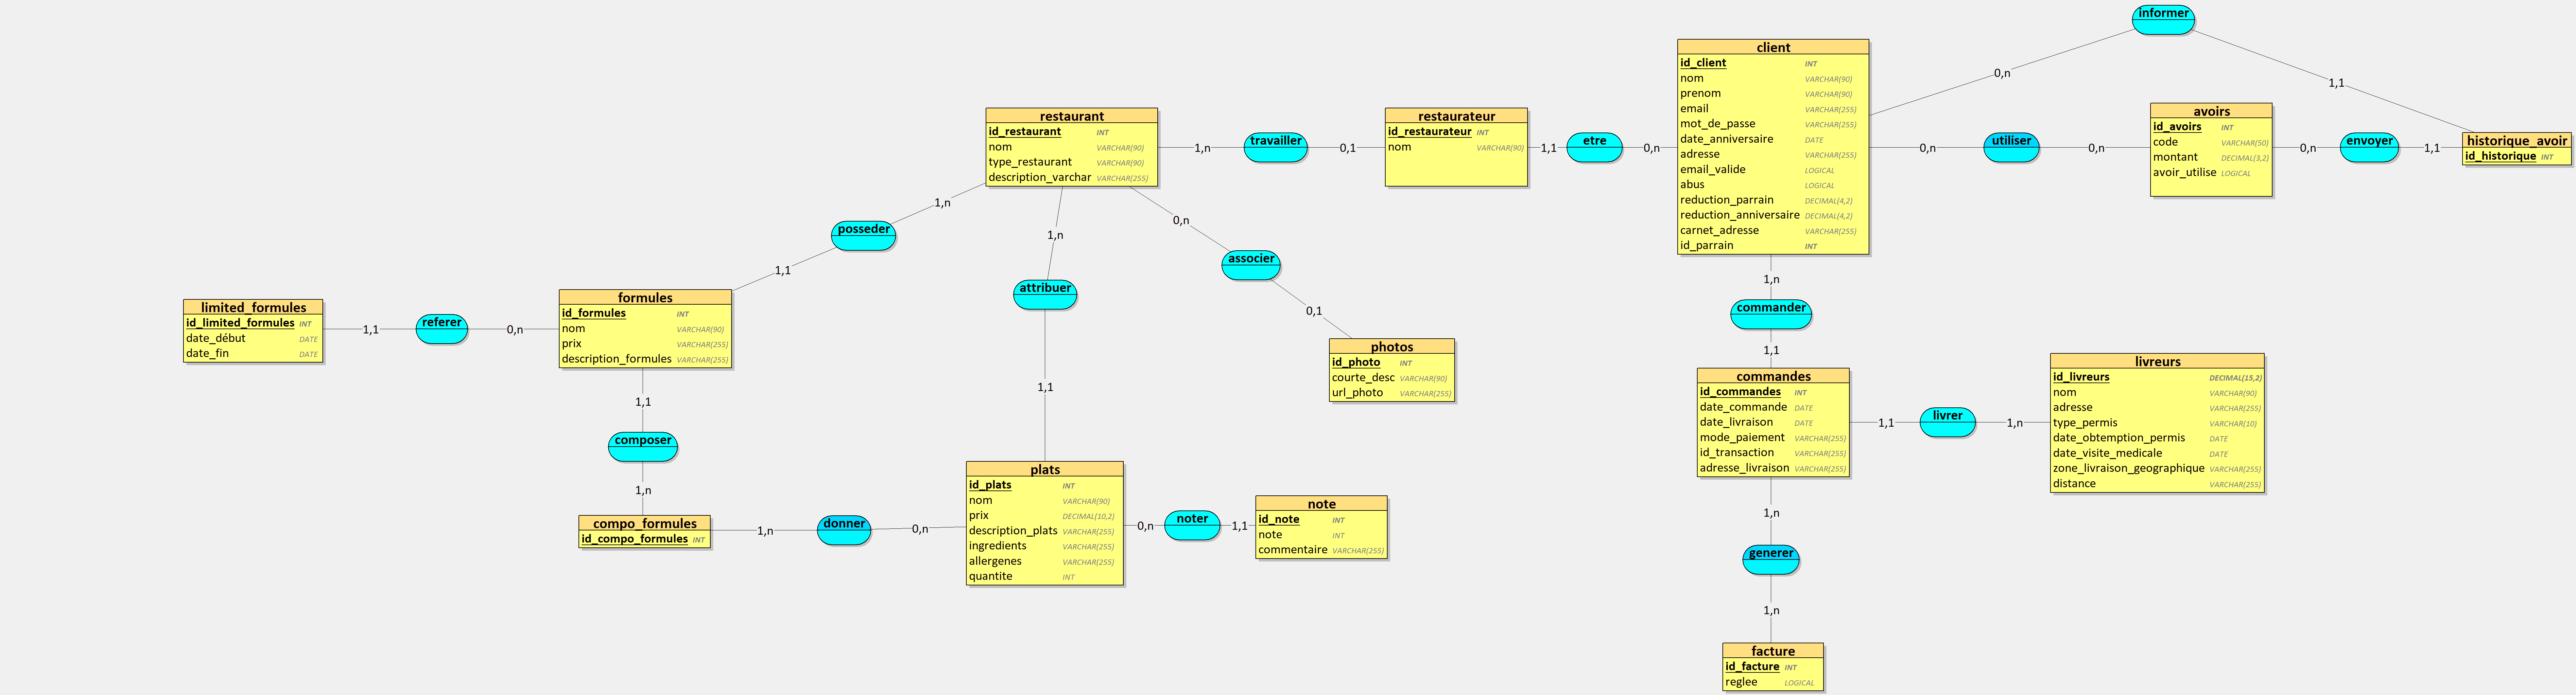 informer
0,n
1,1
client
id_client INT
nom VARCHAR(90)
prenom VARCHAR(90)
email VARCHAR(255)
mot_de_passe VARCHAR(255)
date_anniversaire DATE
adresse VARCHAR(255)
email_valide LOGICAL
abus LOGICAL
reduction_parrain DECIMAL(4,2)
reduction_anniversaire DECIMAL(4,2)
carnet_adresse VARCHAR(255)
id_parrain INT
restaurant
id_restaurant INT
nom VARCHAR(90)
type_restaurant VARCHAR(90)
description_varchar VARCHAR(255)
1,n
travailler
0,1
restaurateur
id_restaurateur INT
nom VARCHAR(90)
1,1
etre
0,n
0,n
utiliser
0,n
avoirs
id_avoirs INT
code VARCHAR(50)
montant DECIMAL(3,2)
avoir_utilise LOGICAL
0,n
envoyer
1,1
historique_avoir
id_historique INT
1,n
posseder
1,1
1,n
attribuer
1,1
0,n
associer
0,1
limited_formules
id_limited_formules INT
date_début DATE
date_fin DATE
1,1
referer
0,n
formules
id_formules INT
nom VARCHAR(90)
prix VARCHAR(255)
description_formules VARCHAR(255)
photos
id_photo INT
courte_desc VARCHAR(90)
url_photo VARCHAR(255)
1,n
commander
1,1
commandes
id_commandes INT
date_commande DATE
date_livraison DATE
mode_paiement VARCHAR(255)
id_transaction VARCHAR(255)
adresse_livraison VARCHAR(255)
1,1
livrer
1,n
livreurs
id_livreurs DECIMAL(15,2)
nom VARCHAR(90)
adresse VARCHAR(255)
type_permis VARCHAR(10)
date_obtemption_permis DATE
date_visite_medicale DATE
zone_livraison_geographique VARCHAR(255)
distance VARCHAR(255)
1,1
composer
1,n
compo_formules
id_compo_formules INT
1,n
donner
0,n
plats
id_plats INT
nom VARCHAR(90)
prix DECIMAL(10,2)
description_plats VARCHAR(255)
ingredients VARCHAR(255)
allergenes VARCHAR(255)
quantite INT
0,n
noter
1,1
note
id_note INT
note INT
commentaire VARCHAR(255)
1,n
generer
1,n
facture
id_facture INT
reglee LOGICAL